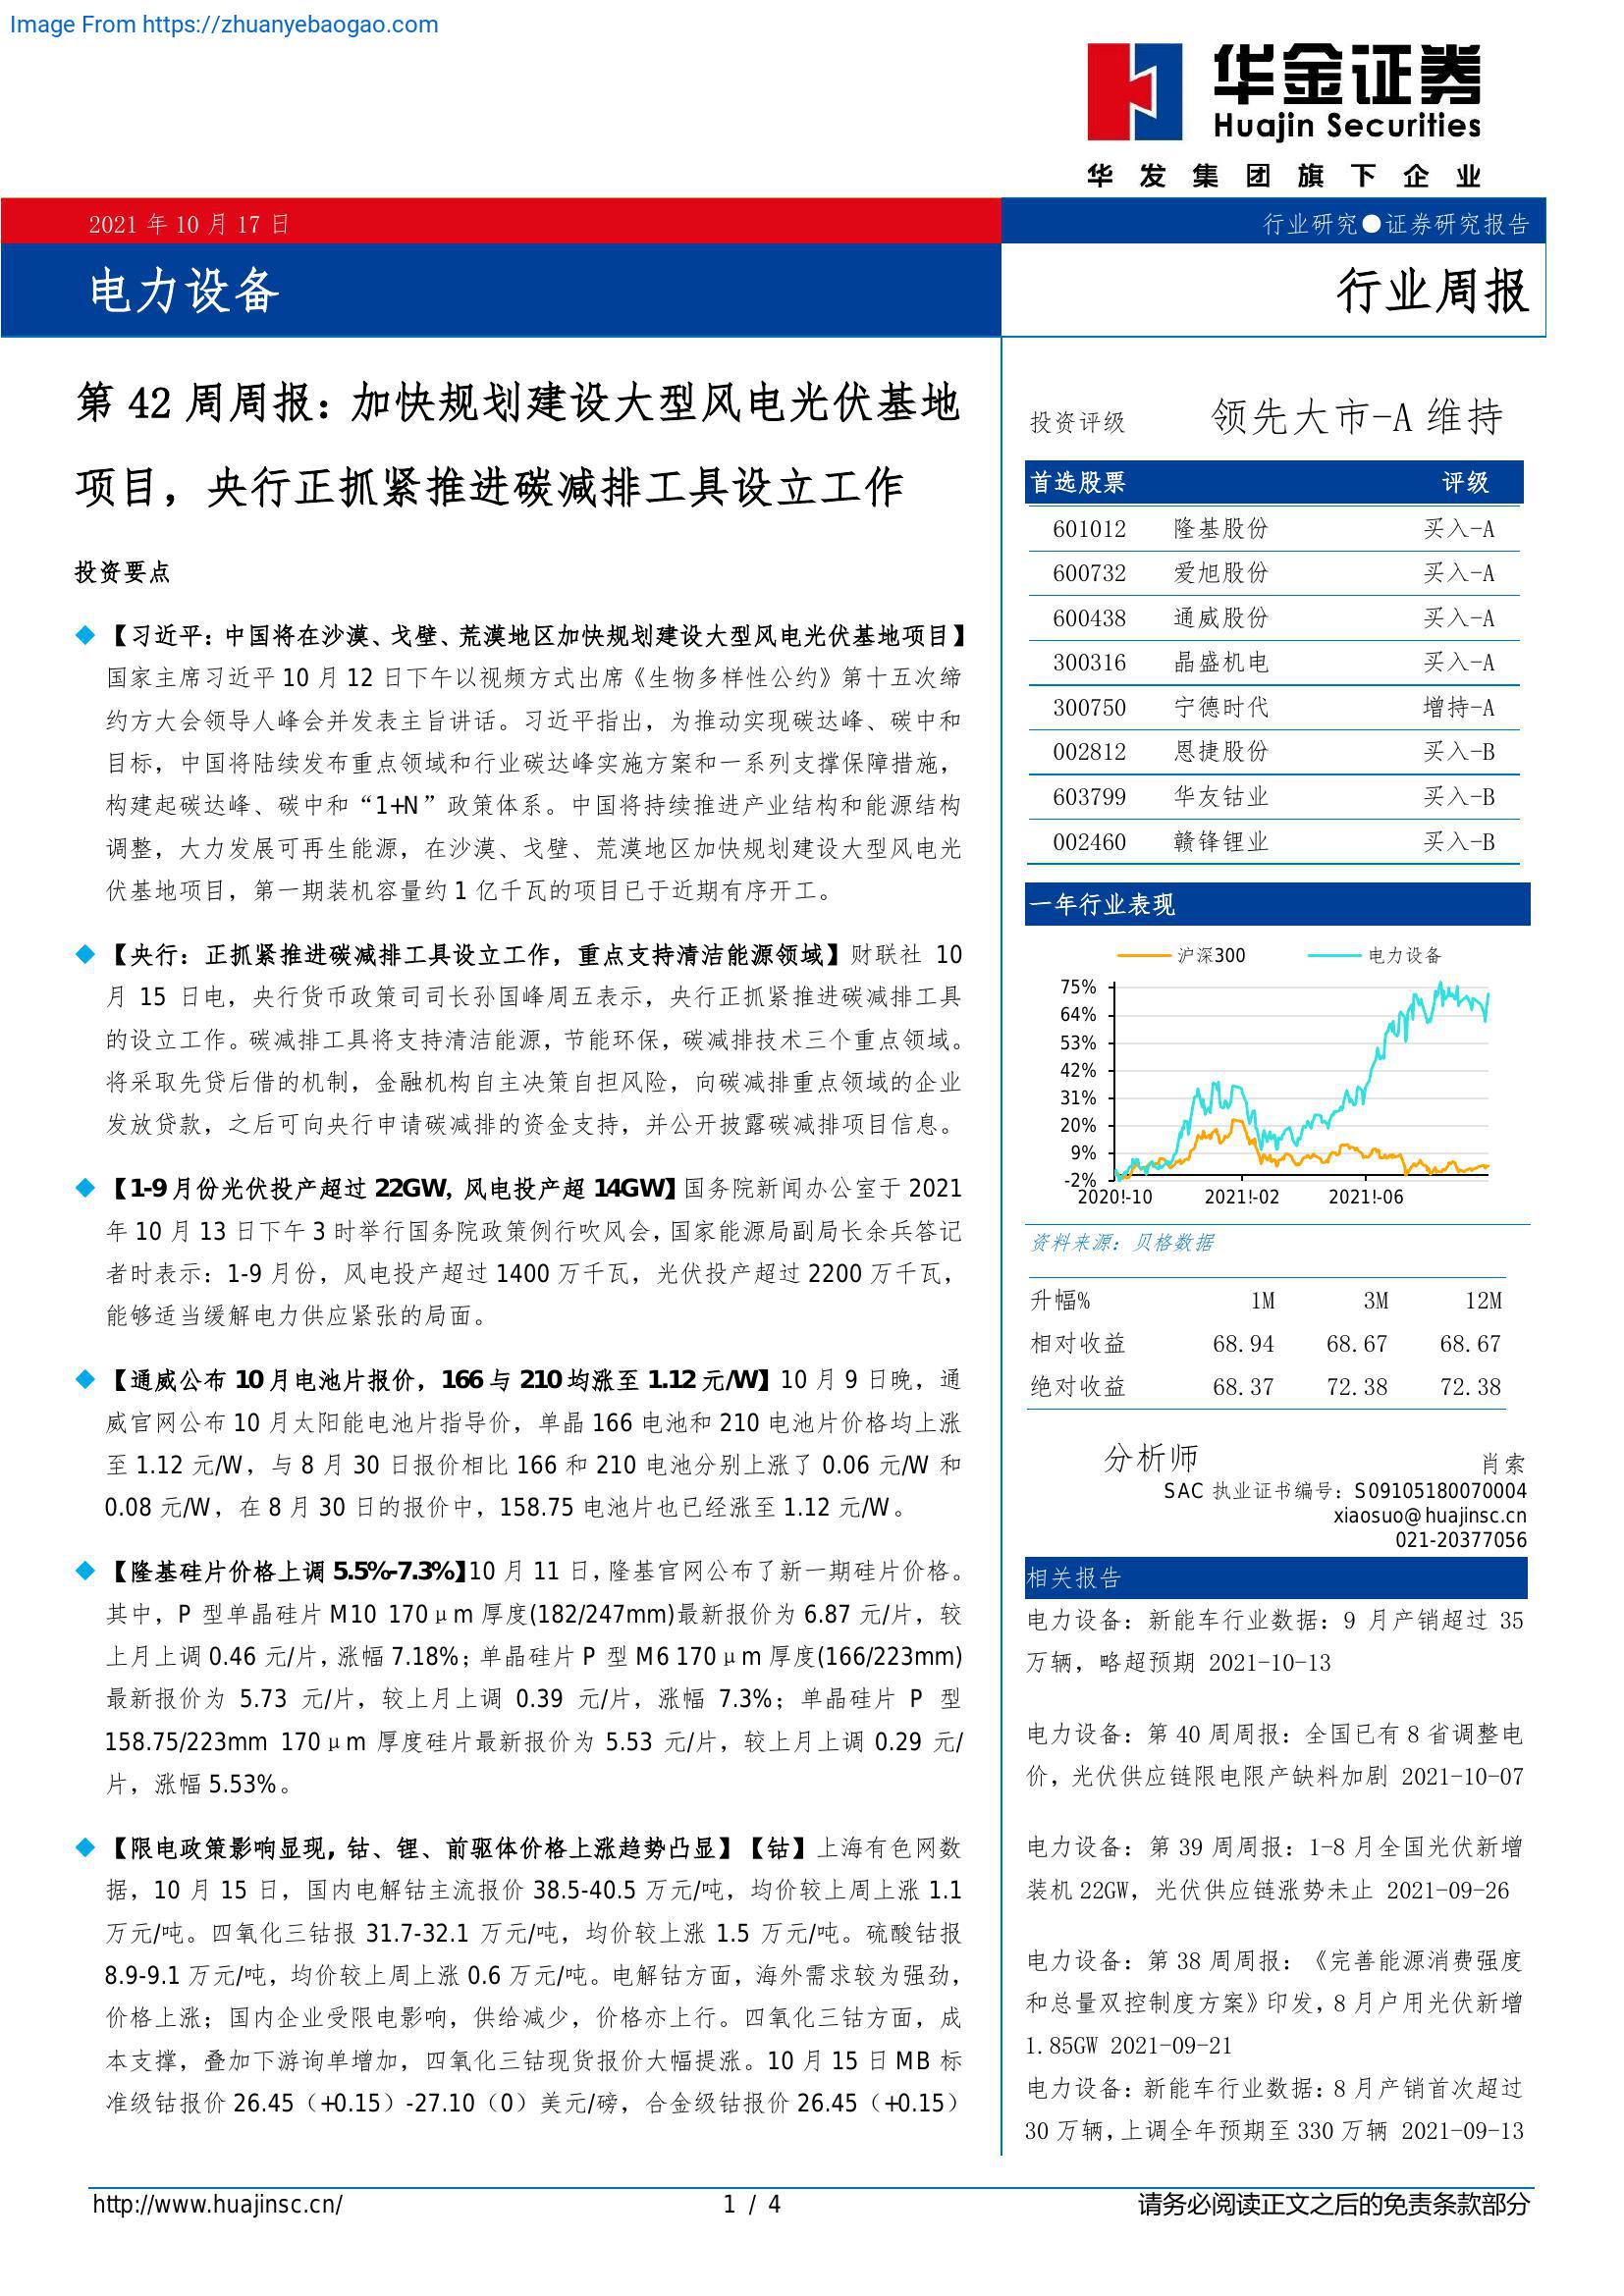 Image From https://zhuanyebaogao.com
华金证券
Huajin Securities
华发集团旗下企业
2021 年 10 月 17 日
行业研究●证券研究报告
电力设备
行业周报
第 42 周周报：加快规划建设大型风电光伏基地
项目，央行正抓紧推进碳减排工具设立工作
投资要点
【习近平：中国将在沙漠、戈壁、荒漠地区加快规划建设大型风电光伏基地项目】
国家主席习近平 10 月 12 日下午以视频方式出席《生物多样性公约》第十五次缔
约方大会领导人峰会并发表主旨讲话。习近平指出，为推动实现碳达峰、碳中和
目标，中国将陆续发布重点领域和行业碳达峰实施方案和一系列支撑保障措施，
构建起碳达峰、碳中和“1+N”政策体系。中国将持续推进产业结构和能源结构
调整，大力发展可再生能源，在沙漠、戈壁、荒漠地区加快规划建设大型风电光
伏基地项目，第一期装机容量约 1 亿千瓦的项目已于近期有序开工。
【央行：正抓紧推进碳减排工具设立工作，重点支持清洁能源领域】财联社 10
月 15 日电，央行货币政策司司长孙国峰周五表示，央行正抓紧推进碳减排工具
的设立工作。碳减排工具将支持清洁能源，节能环保，碳减排技术三个重点领域。
将采取先贷后借的机制，金融机构自主决策自担风险，向碳减排重点领域的企业
发放贷款，之后可向央行申请碳减排的资金支持，并公开披露碳减排项目信息。
【1-9 月份光伏投产超过 22GW，风电投产超 14GW】国务院新闻办公室于 2021
年 10 月 13 日下午 3 时举行国务院政策例行吹风会，国家能源局副局长余兵答记
者时表示：1-9 月份，风电投产超过 1400 万千瓦，光伏投产超过 2200 万千瓦，
能够适当缓解电力供应紧张的局面。
【通威公布 10 月电池片报价，166 与 210 均涨至 1.12 元/W】10 月 9 日晚，通
威官网公布 10 月太阳能电池片指导价，单晶 166 电池和 210 电池片价格均上涨
至 1.12 元/W，与 8 月 30 日报价相比 166 和 210 电池分别上涨了 0.06 元/W 和
0.08 元/W，在 8 月 30 日的报价中，158.75 电池片也已经涨至 1.12 元/W。
【隆基硅片价格上调 5.5%-7.3%】10 月 11 日，隆基官网公布了新一期硅片价格。
其中，P 型单晶硅片 M10 170μm 厚度(182/247mm)最新报价为 6.87 元/片，较
上月上调 0.46 元/片，涨幅 7.18%；单晶硅片 P 型 M6 170μm 厚度(166/223mm)
最新报价为 5.73 元/片，较上月上调 0.39 元/片，涨幅 7.3%；单晶硅片 P 型
158.75/223mm 170μm 厚度硅片最新报价为 5.53 元/片，较上月上调 0.29 元/
片，涨幅 5.53%。
【限电政策影响显现，钴、锂、前驱体价格上涨趋势凸显】【钴】上海有色网数
据，10 月 15 日，国内电解钴主流报价 38.5-40.5 万元/吨，均价较上周上涨 1.1
万元/吨。四氧化三钴报 31.7-32.1 万元/吨，均价较上涨 1.5 万元/吨。硫酸钴报
8.9-9.1 万元/吨，均价较上周上涨 0.6 万元/吨。电解钴方面，海外需求较为强劲，
价格上涨；国内企业受限电影响，供给减少，价格亦上行。四氧化三钴方面，成
本支撑，叠加下游询单增加，四氧化三钴现货报价大幅提涨。10 月 15 日 MB 标
准级钴报价 26.45（+0.15）-27.10（0）美元/磅，合金级钴报价 26.45（+0.15）
投资评级 领先大市-A 维持
首选股票 评级
601012 隆基股份 买入-A
600732 爱旭股份 买入-A
600438 通威股份 买入-A
300316 晶盛机电 买入-A
300750 宁德时代 增持-A
002812 恩捷股份 买入-B
603799 华友钴业 买入-B
002460 赣锋锂业 买入-B
一年行业表现
沪深300 电力设备
75%
64%
53%
42%
31%
20%
9%
-2%
2020!-10 2021!-02 2021!-06
资料来源：贝格数据
升幅% 1M 3M 12M
相对收益 68.94 68.67 68.67
绝对收益 68.37 72.38 72.38
分析师 肖索
SAC 执业证书编号：S09105180070004
xiaosuo@huajinsc.cn
021-20377056
相关报告
电力设备：新能车行业数据：9 月产销超过 35
万辆，略超预期 2021-10-13
电力设备：第 40 周周报：全国已有 8 省调整电
价，光伏供应链限电限产缺料加剧 2021-10-07
电力设备：第 39 周周报：1-8 月全国光伏新增
装机 22GW，光伏供应链涨势未止 2021-09-26
电力设备：第 38 周周报：《完善能源消费强度
和总量双控制度方案》印发，8 月户用光伏新增
1.85GW 2021-09-21
电力设备：新能车行业数据：8 月产销首次超过
30 万辆，上调全年预期至 330 万辆 2021-09-13
http://www.huajinsc.cn/ 1 / 4 请务必阅读正文之后的免责条款部分